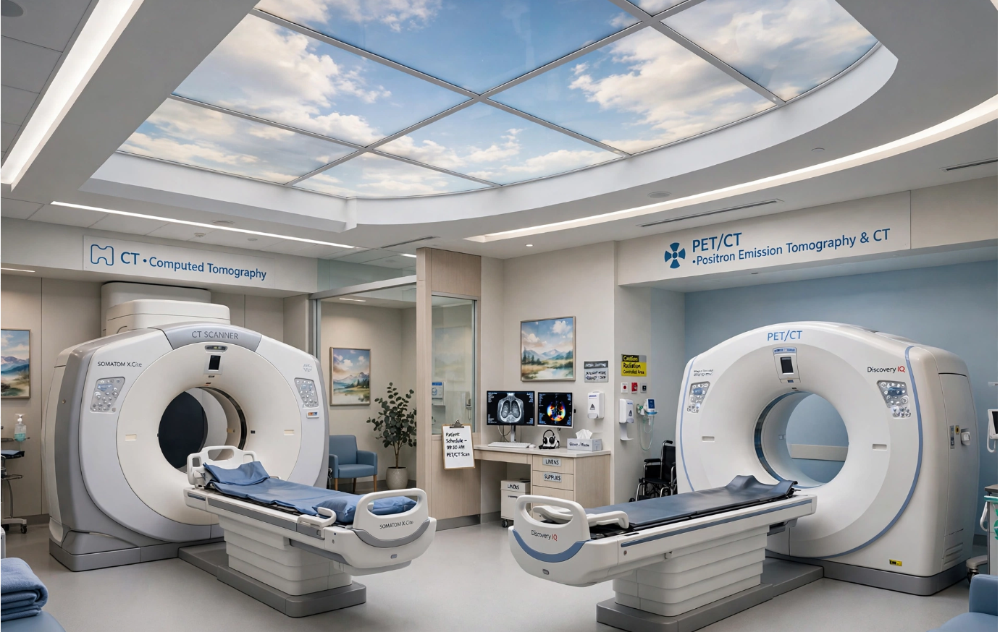 CT • Computed Tomography
PET/CT
• Positron Emission Tomography & CT
CT SCANNER
SOMATOM X.Cite
PET/CT
Discovery IQ
Caution
Radiation
Controlled Area
Patient
Schedule –
09:30 AM
PET/CT Scan
LINENS
SUPPLIES
LINENS
SOMATOM X.Cite
Discovery IQ